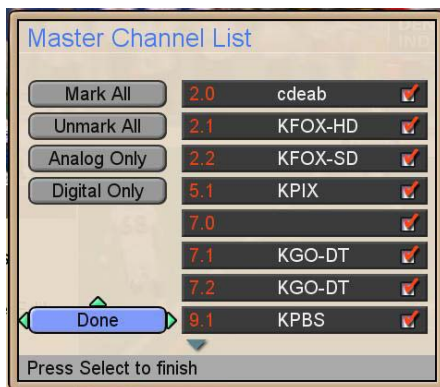 Master Channel List
Mark All
Unmark All
Analog Only
Digital Only
Done
2.0 cdeab
2.1 KFOX-HD
2.2 KFOX-SD
5.1 KPIX
7.0
7.1 KGO-DT
7.2 KGO-DT
9.1 KPBS
Press Select to finish